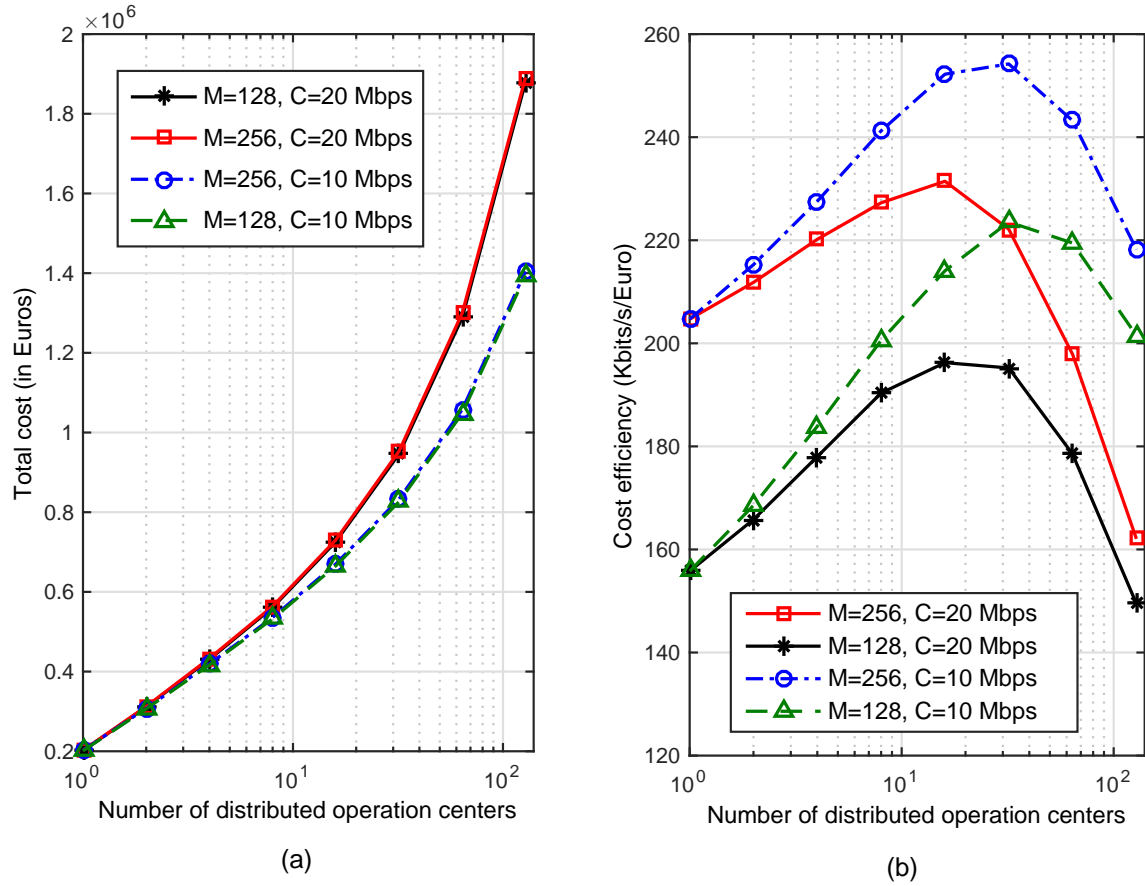 ×10^6
2
1.8
1.6
1.4
1.2
1
0.8
0.6
0.4
0.2
Total cost (in Euros)
M=128, C=20 Mbps
M=256, C=20 Mbps
M=256, C=10 Mbps
M=128, C=10 Mbps
10^0 10^1 10^2
Number of distributed operation centers
(a)
260
240
220
200
180
160
140
120
Cost efficiency (Kbits/s/Euro)
M=256, C=20 Mbps
M=128, C=20 Mbps
M=256, C=10 Mbps
M=128, C=10 Mbps
10^0 10^1 10^2
Number of distributed operation centers
(b)